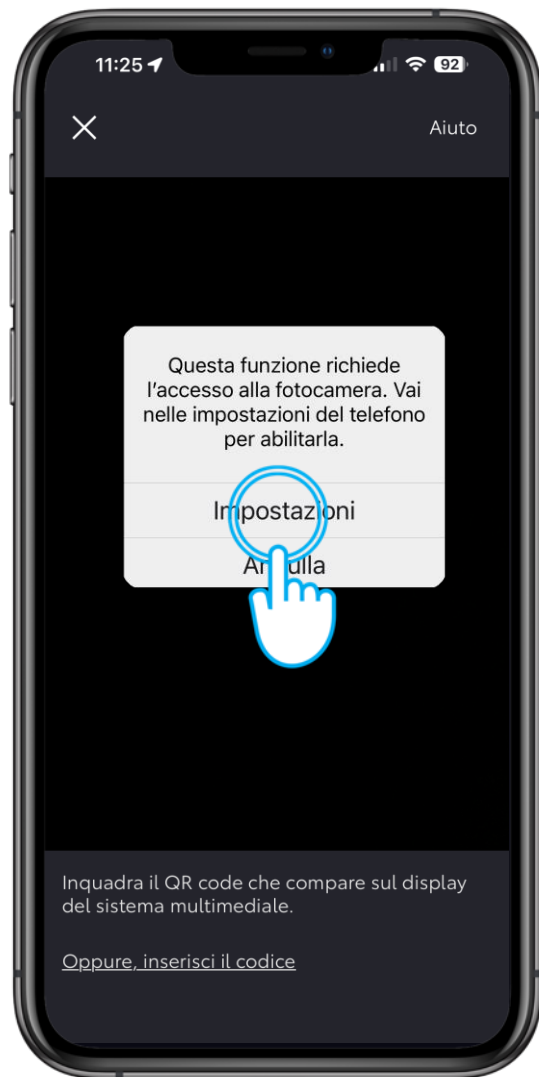 11:25
92
Aiuto
Questa funzione richiede
l'accesso alla fotocamera. Vai
nelle impostazioni del telefono
per abilitarla.
Impostazioni
Annulla
Inquadra il QR code che compare sul display
del sistema multimediale.
Oppure, inserisci il codice